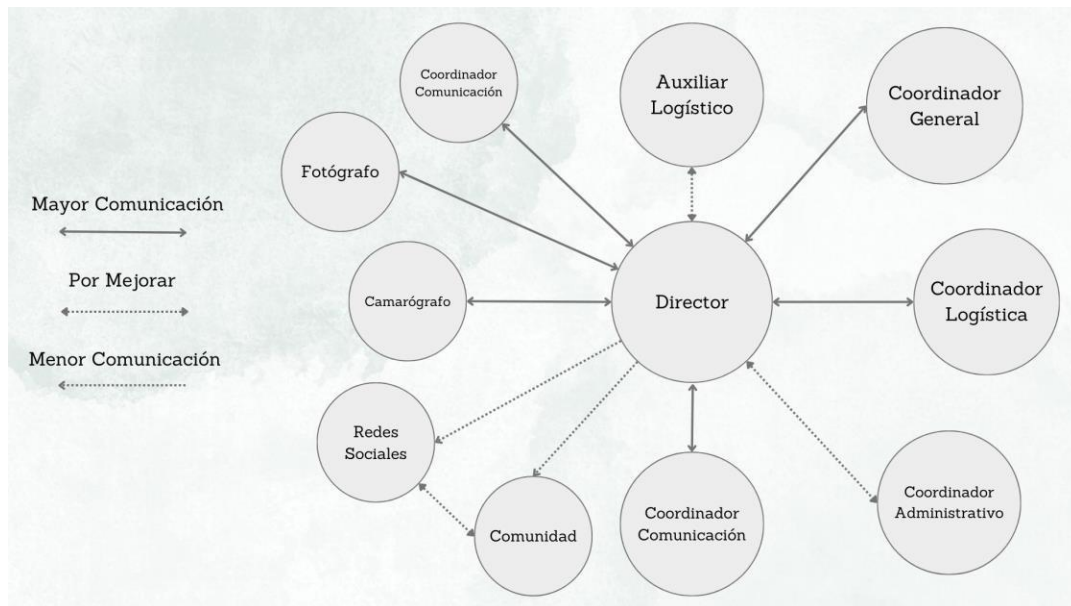 Mayor Comunicación
Por Mejorar
Menor Comunicación
Coordinador
Comunicación
Auxiliar
Logístico
Coordinador
General
Fotógrafo
Camarógrafo
Director
Coordinador
Logística
Redes
Sociales
Comunidad
Coordinador
Comunicación
Coordinador
Administrativo